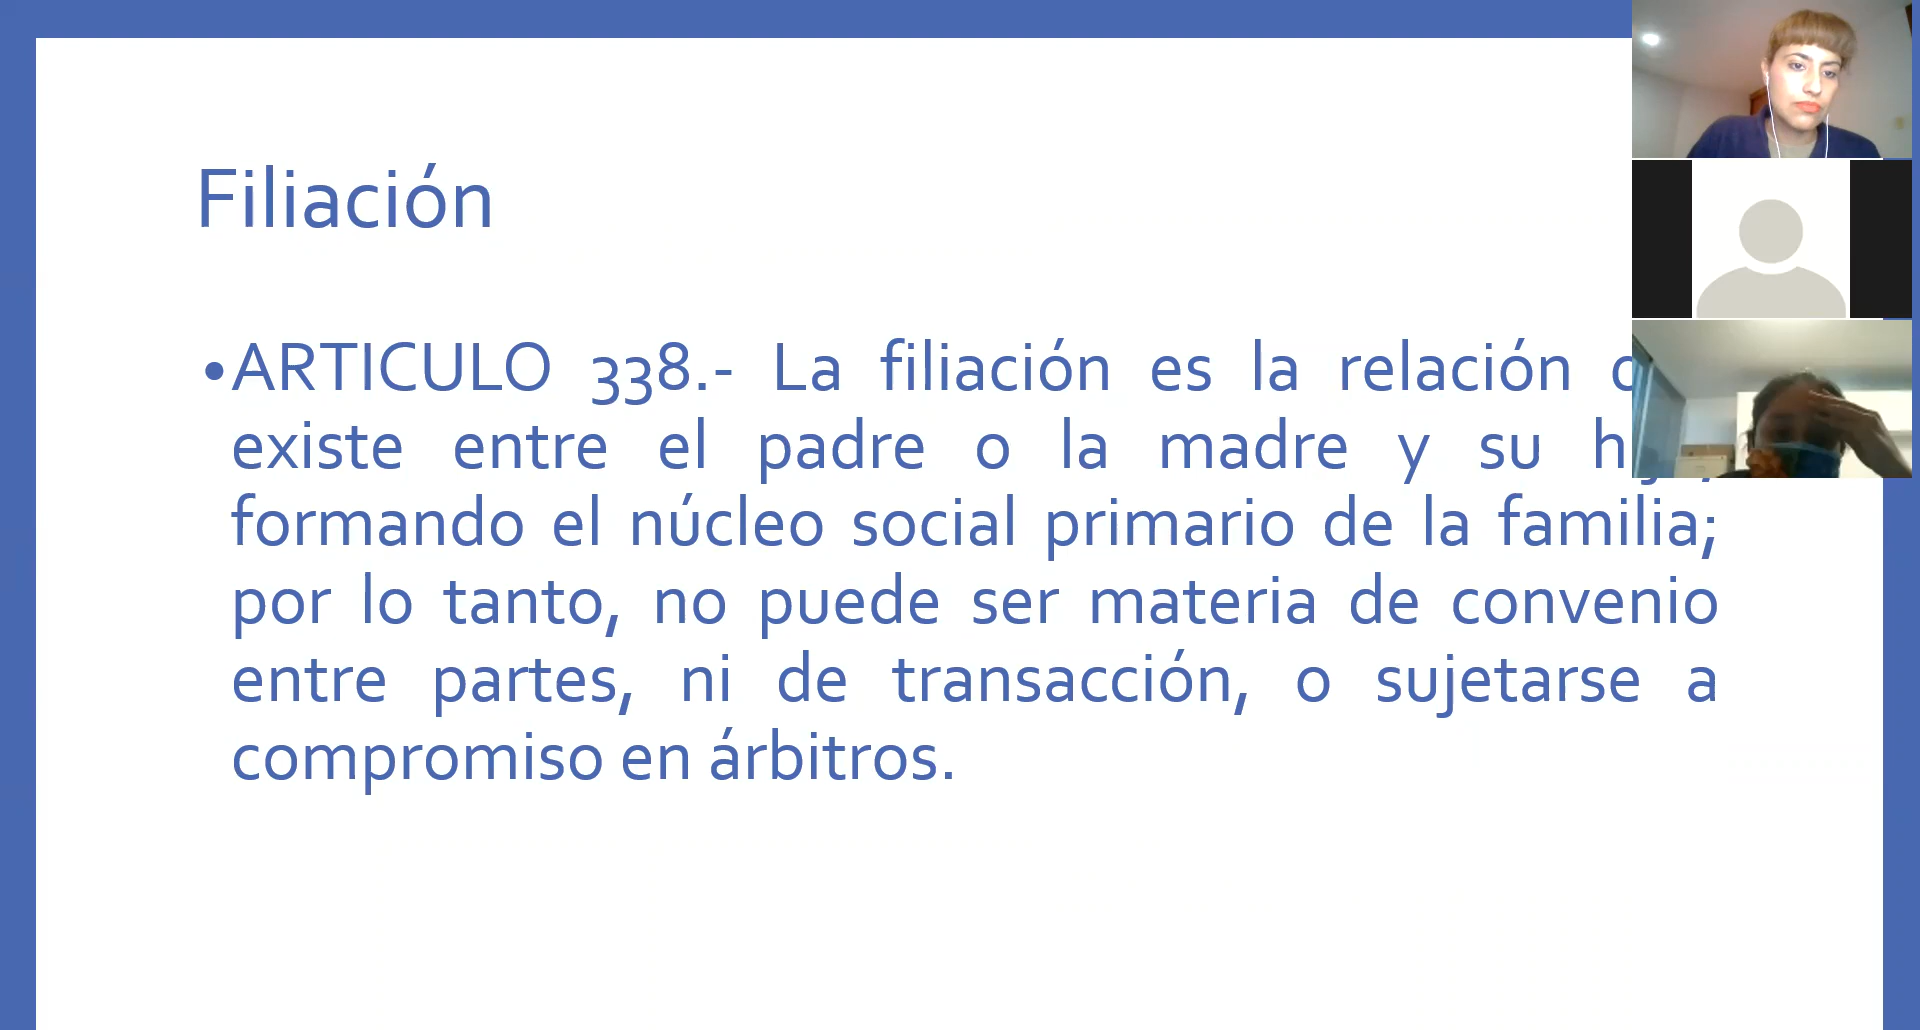 Filiación
•ARTICULO 338.- La filiación es la relación
existe entre el padre o la madre y su
formando el núcleo social primario de la familia;
por lo tanto, no puede ser materia de convenio
entre partes, ni de transacción, o sujetarse a
compromiso en árbitros.